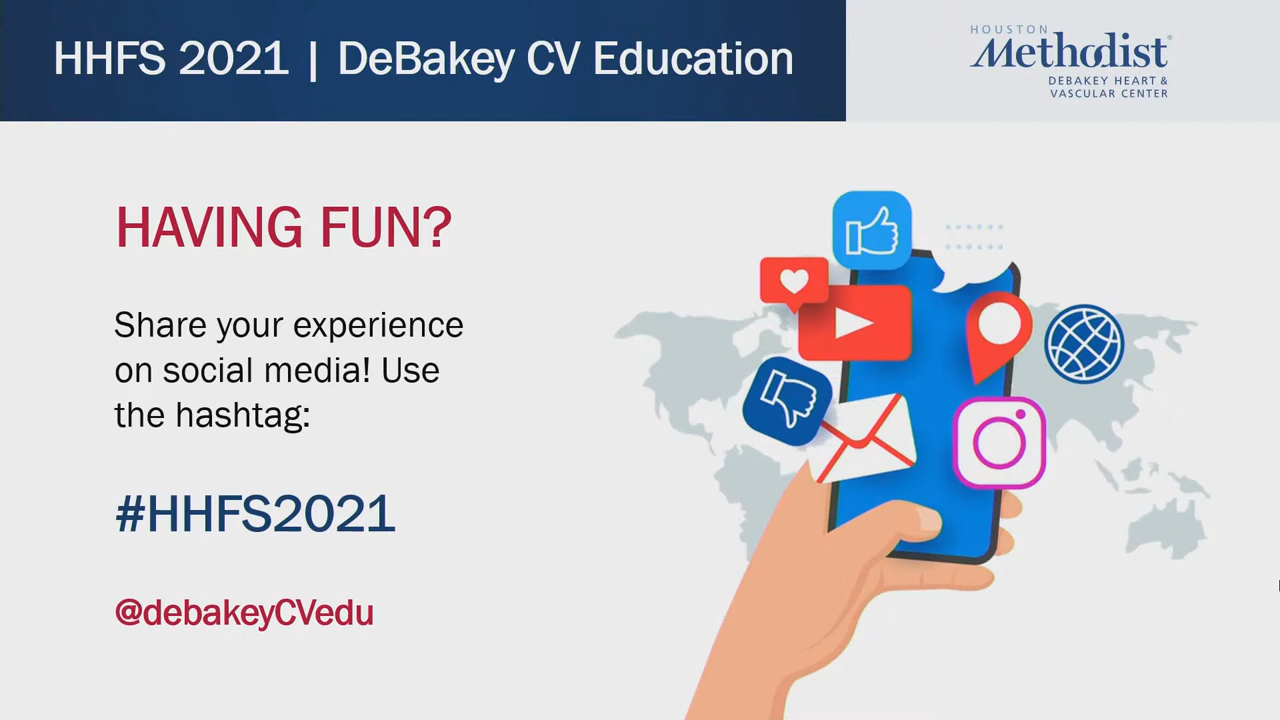 HHFS 2021 | DeBakey CV Education
HOUSTON
Methodist®
DEBAKEY HEART &
VASCULAR CENTER
HAVING FUN?
Share your experience
on social media! Use
the hashtag:
#HHFS2021
@debakeyCVedu